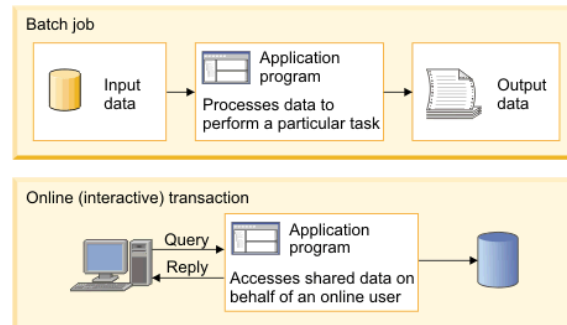 Batch job
Input
data
Application
program
Processes data to
perform a particular task
Output
data
Online (interactive) transaction
Query
Reply
Application
program
Accesses shared data on
behalf of an online user